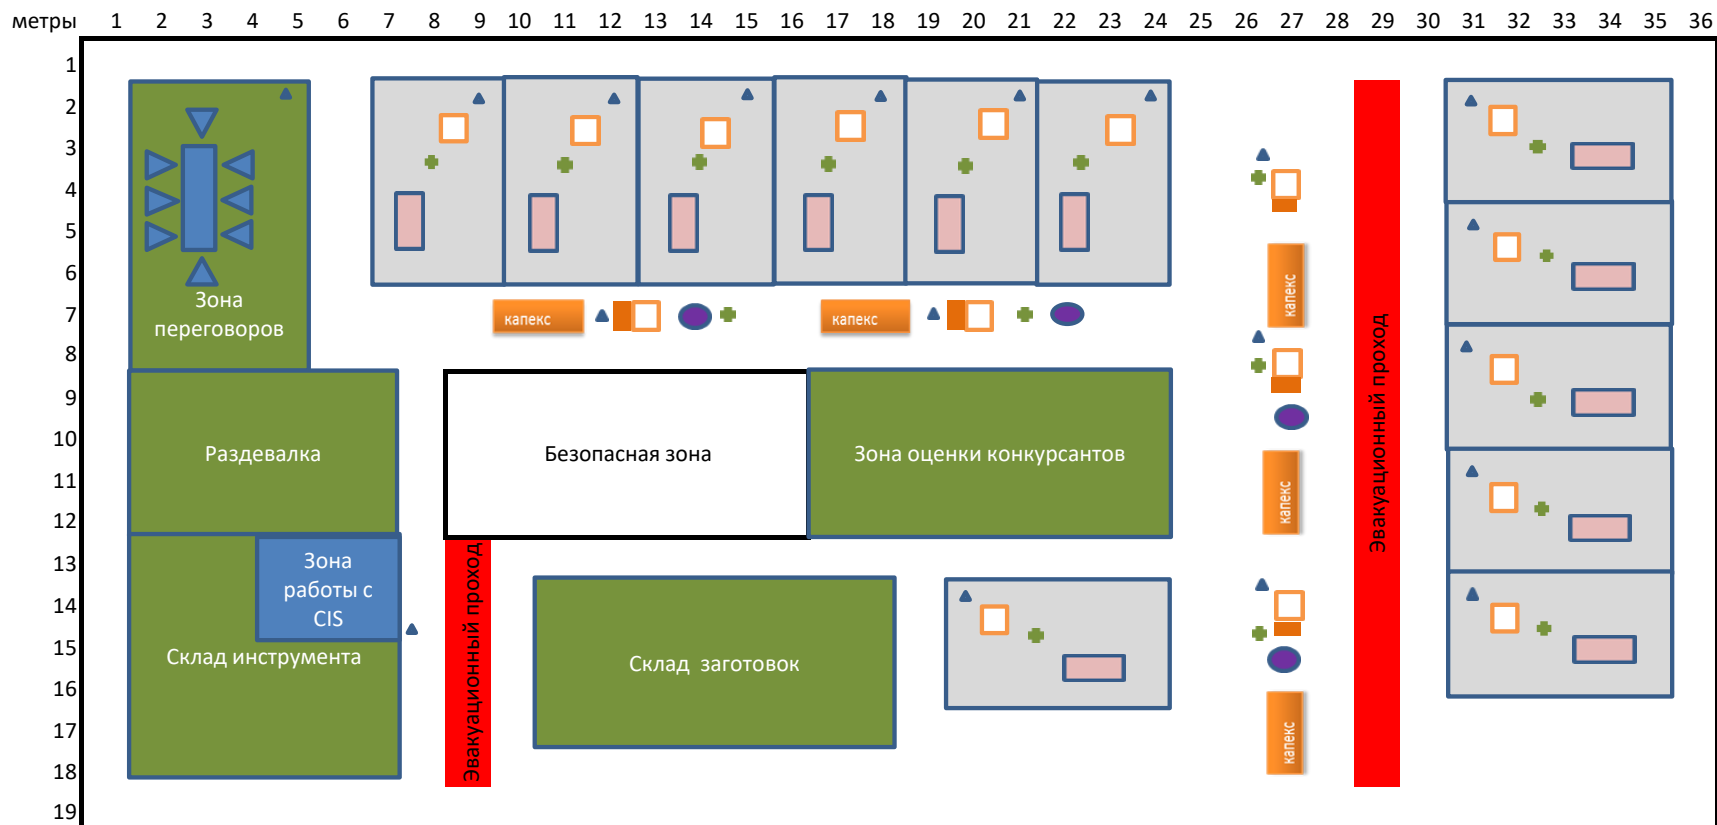 метры 1 2 3 4 5 6 7 8 9 10 11 12 13 14 15 16 17 18 19 20 21 22 23 24 25 26 27 28 29 30 31 32 33 34 35 36
1
2
3
4
5
6
7
8
9
10
11
12
13
14
15
16
17
18
19
Зона
переговоров
капекс
капекс
капекс
Эвакуационный проход
Раздевалка
Безопасная зона
Зона оценки конкурсантов
капекс
Зона
работы с
CIS
Склад инструмента
Эвакуационный проход
Склад заготовок
капекс